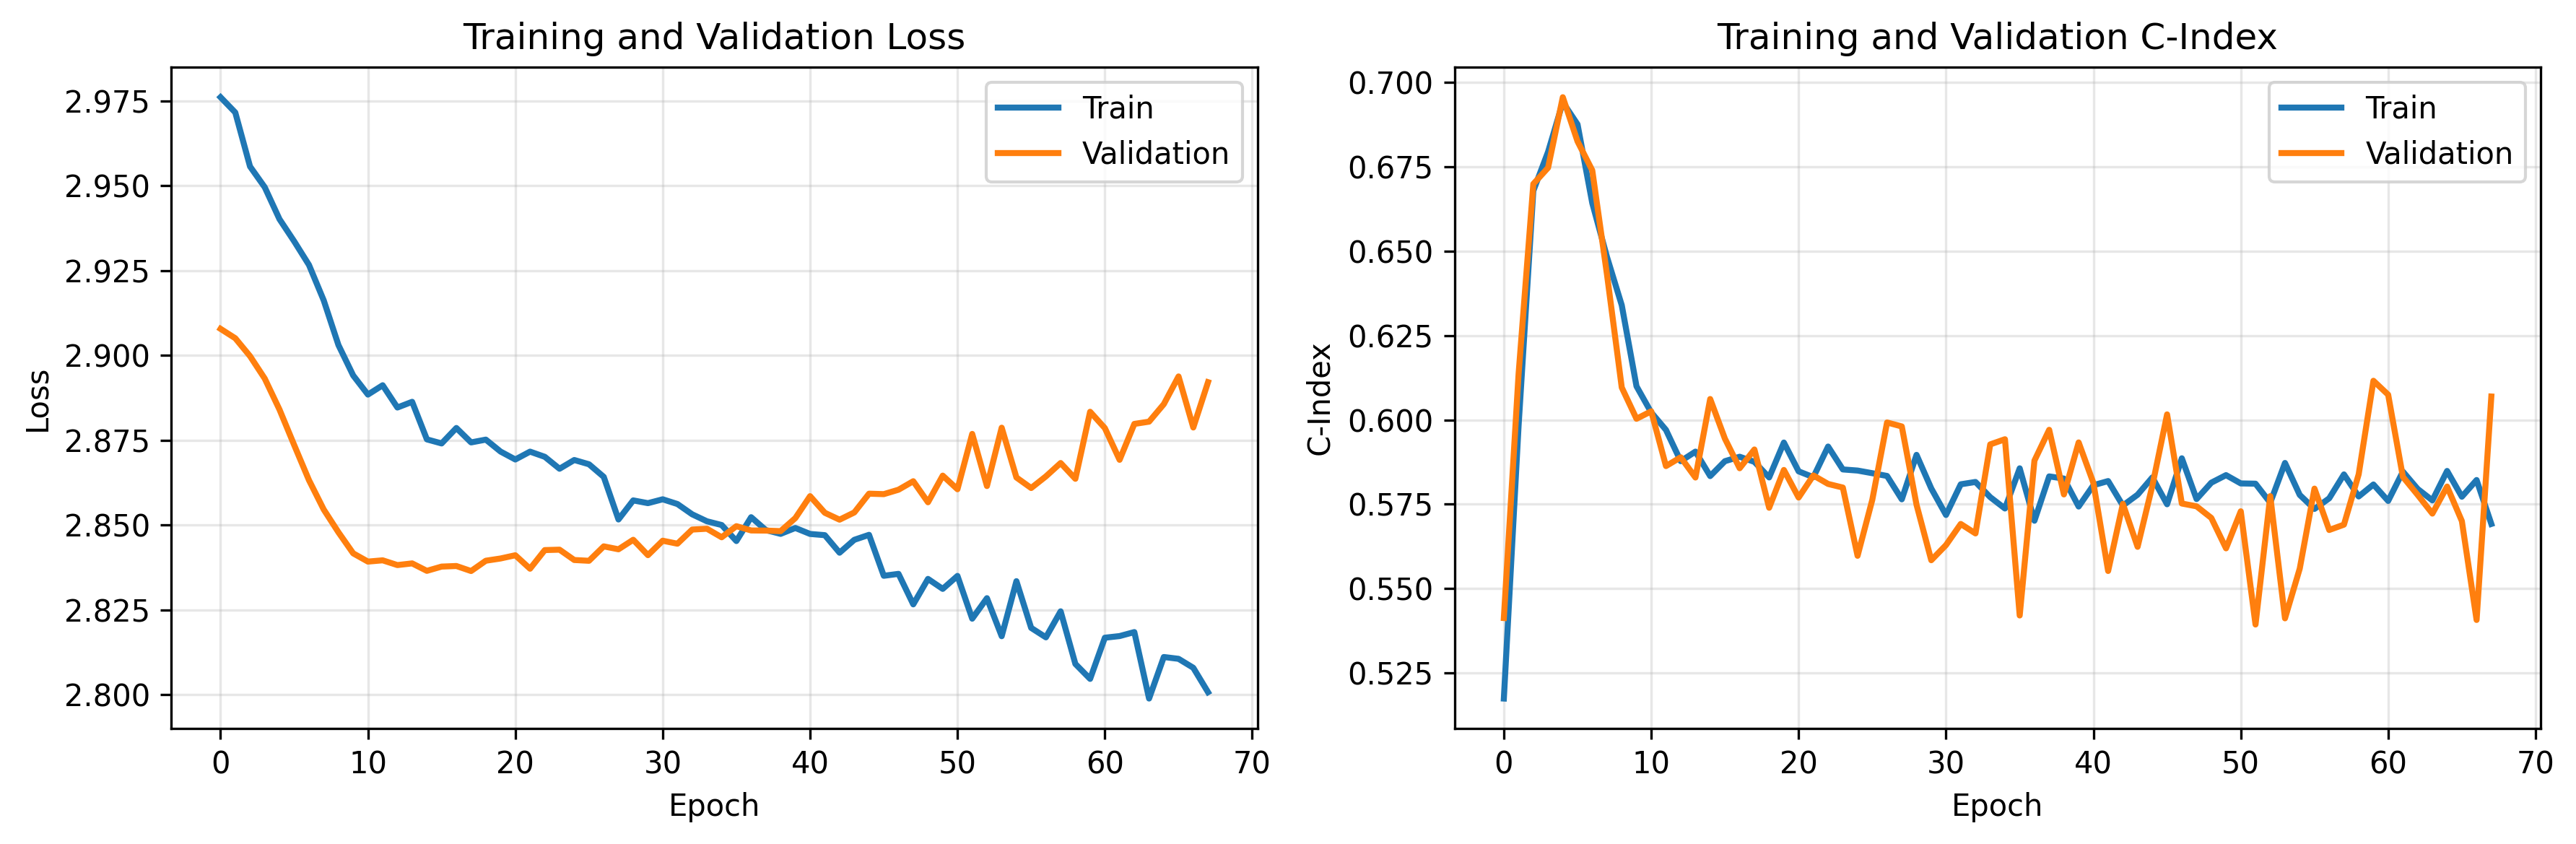 Training and Validation Loss
Loss
2.975
2.950
2.925
2.900
2.875
2.850
2.825
2.800
0 10 20 30 40 50 60 70
Epoch
Train
Validation
Training and Validation C-Index
C-Index
0.700
0.675
0.650
0.625
0.600
0.575
0.550
0.525
0 10 20 30 40 50 60 70
Epoch
Train
Validation